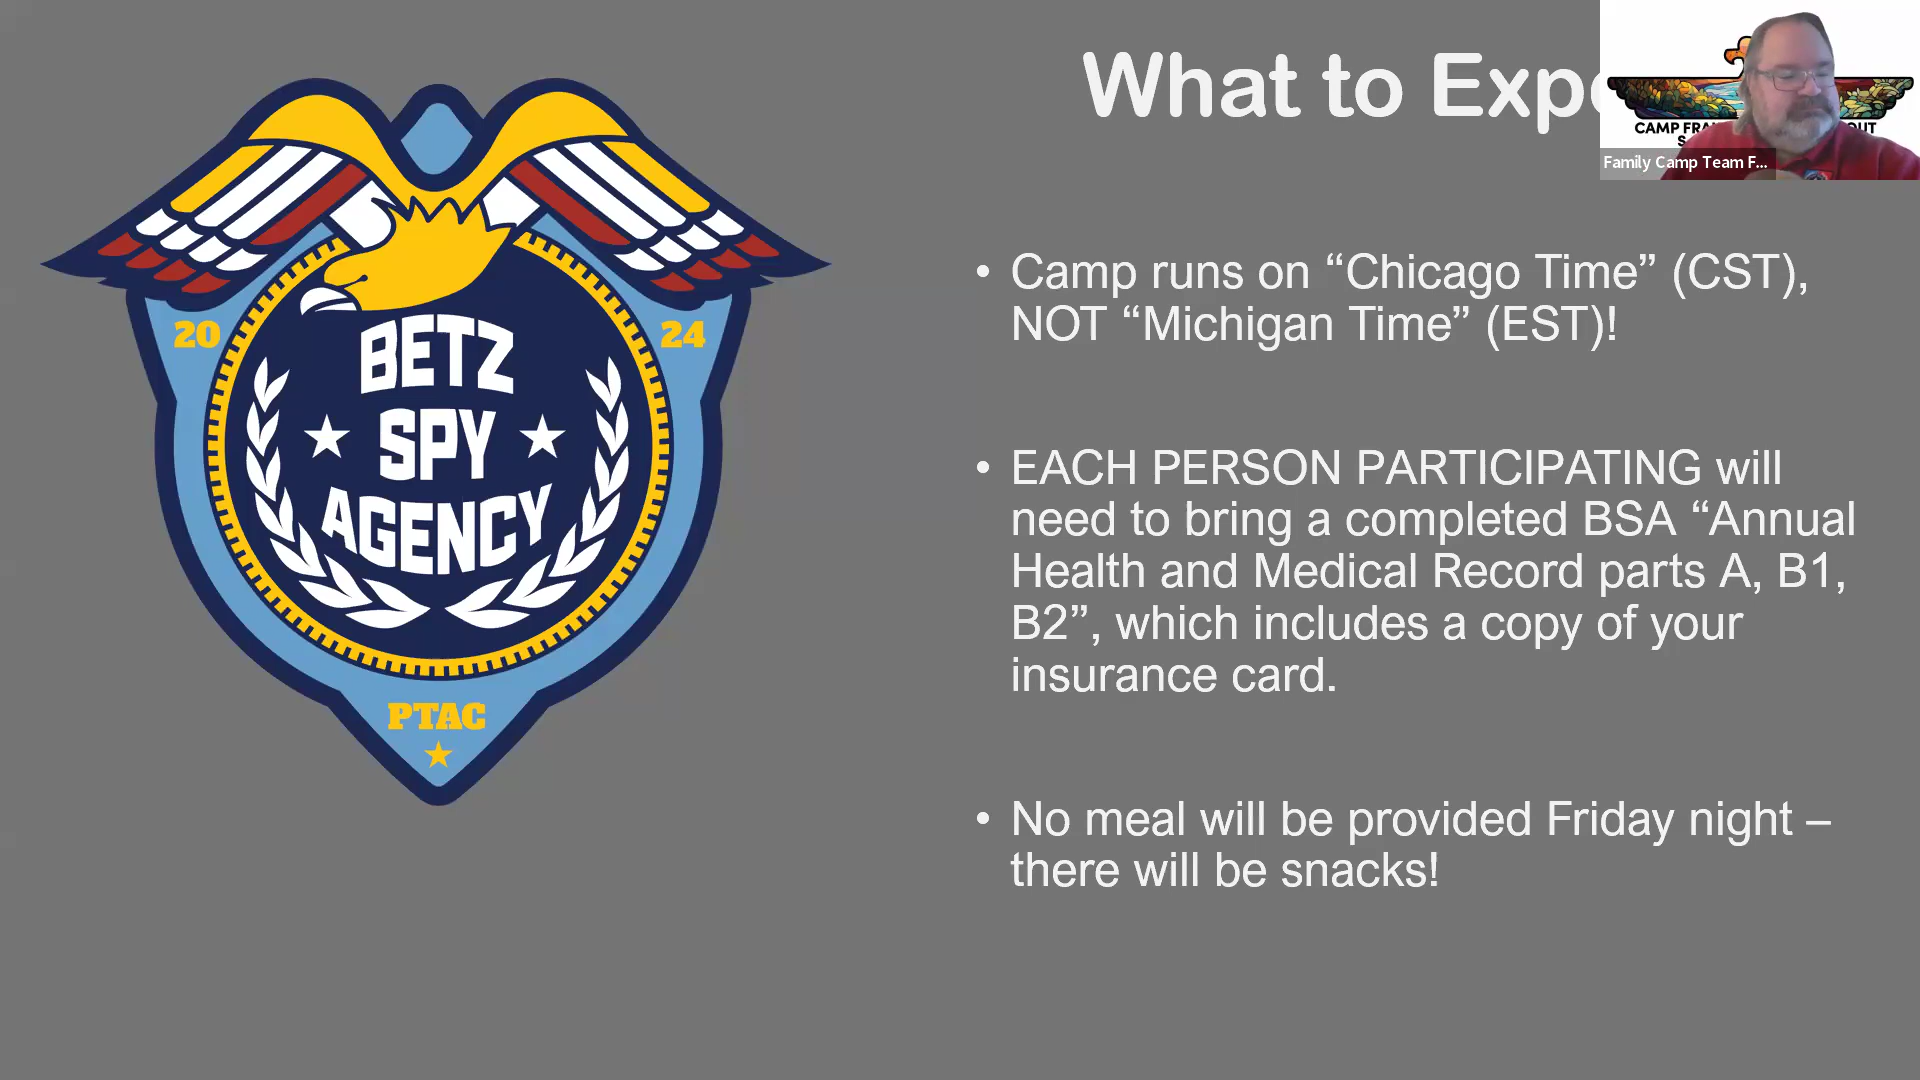 What to Exp
CAMP FRA
OUT
S
Family Camp Team F...
20
24
BETZ
SPY
AGENCY
PTAC
• Camp runs on “Chicago Time” (CST),
NOT “Michigan Time” (EST)!
• EACH PERSON PARTICIPATING will
need to bring a completed BSA “Annual
Health and Medical Record parts A, B1,
B2”, which includes a copy of your
insurance card.
• No meal will be provided Friday night –
there will be snacks!